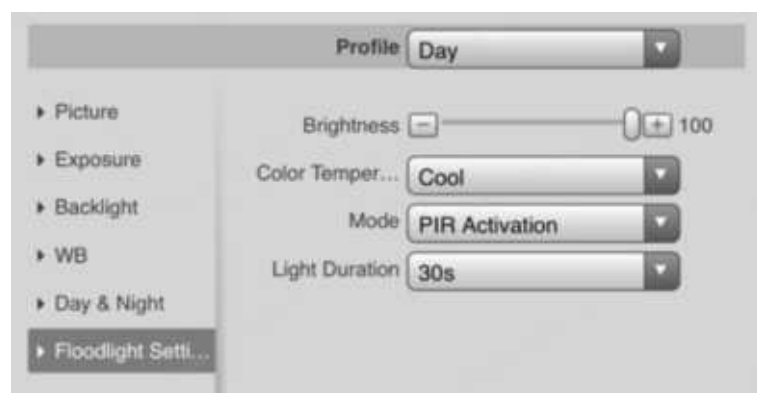 Profile Day
Picture
Exposure
Backlight
WB
Day & Night
Floodlight Setti...
Brightness 100
Color Temper... Cool
Mode PIR Activation
Light Duration 30s